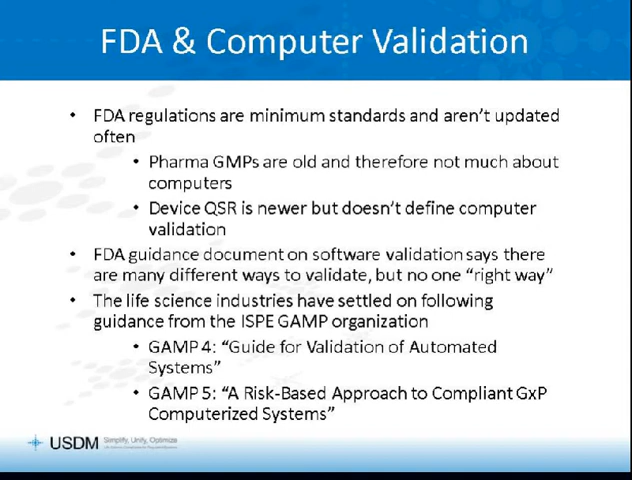 FDA & Computer Validation
• FDA regulations are minimum standards and aren't updated
often
• Pharma GMPs are old and therefore not much about
computers
• Device QSR is newer but doesn't define computer
validation
• FDA guidance document on software validation says there
are many different ways to validate, but no one "right way"
• The life science industries have settled on following
guidance from the ISPE GAMP organization
• GAMP 4: "Guide for Validation of Automated
Systems"
• GAMP 5: "A Risk-Based Approach to Compliant GxP
Computerized Systems"
USDM Simplify, Unify, Optimize